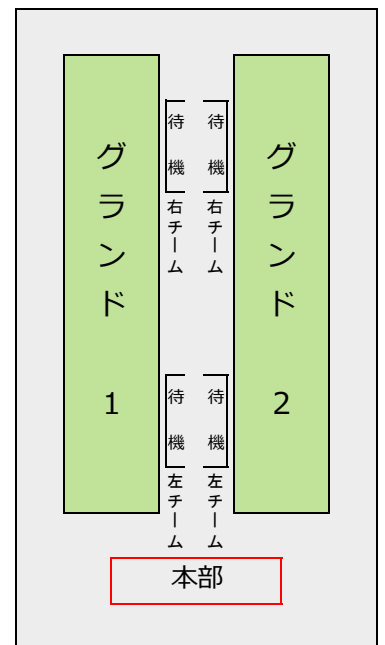 グランド 1
待機
右チーム
待機
右チーム
グランド 2
待機
左チーム
待機
左チーム
本部